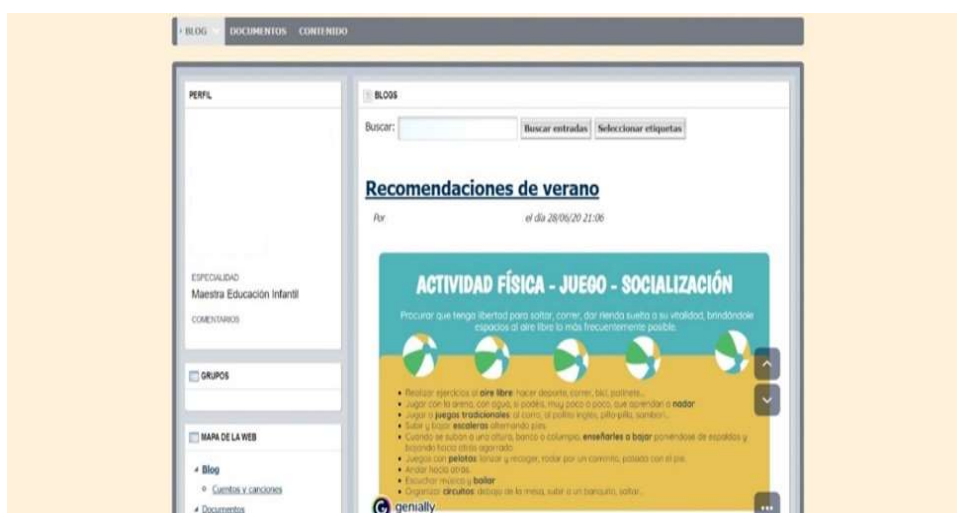 BLOG DOCUMENTOS CONTENIDO
PERFIL
ESPECIALIDAD
Maestra Educación Infantil
COMENTARIOS
GRUPOS
MAPA DE LA WEB
Blog
Cuentos y canciones
Documentos
BLOGS
Buscar: Buscar entradas Seleccionar etiquetas
Recomendaciones de verano
Por el día 28/06/20 21:06
ACTIVIDAD FÍSICA - JUEGO - SOCIALIZACIÓN
Procurar que tenga libertad para saltar, correr, dar rienda suelta a su vitalidad, brindándole
espacios al aire libre lo más frecuentemente posible.
• Realizar ejercicios al aire libre: hacer deporte, correr, bici, patinete...
• Jugar con la arena, con agua, si podéis, muy poco a poco, que aprendan a nadar
• Jugar a juegos tradicionales al corro, al pollito ingles, pilla-pilla, sambori...
• Subir y bajar escaleras alternando pies.
• Cuando se suban a una altura, banco o columpio, enseñarles a bajar poniéndose de espaldas y
bajando hacia atrás agarrado.
• Juegos con pelotas: lanzar y recoger, rodar por un caminito, patada con el pie.
• Andar hacia atrás.
• Escuchar música y bailar
• Organizar circuitos: debajo de la mesa, subir a un banquito, saltar...
genially